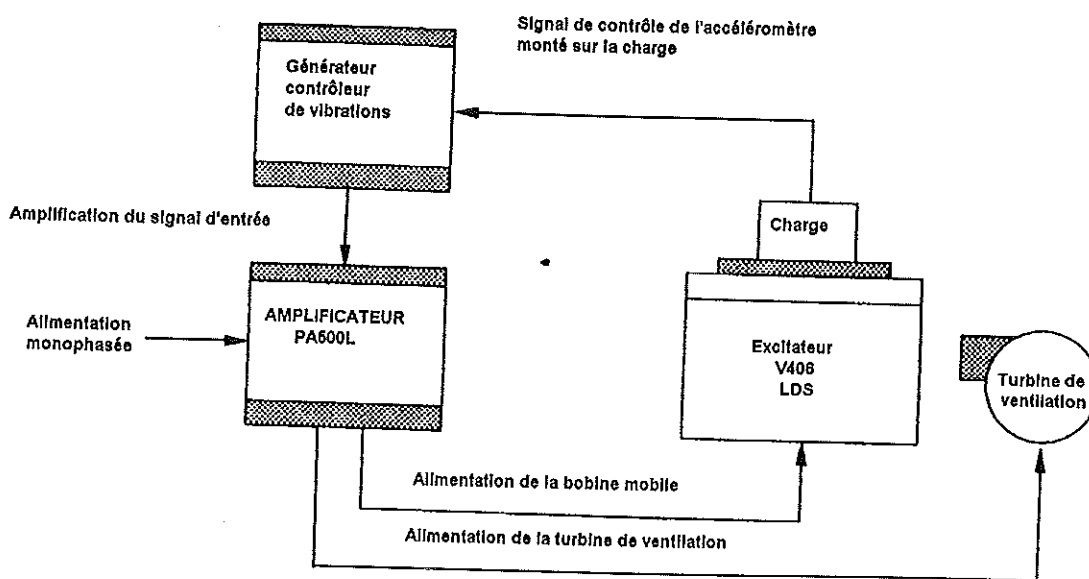 Signal de contrôle de l'accéléromètre
monté sur la charge
Générateur
contrôleur
de vibrations
Amplification du signal d'entrée
Charge
Alimentation
monophasée
AMPLIFICATEUR
PA500L
Excitateur
V406
LDS
Turbine de
ventilation
Alimentation de la bobine mobile
Alimentation de la turbine de ventilation